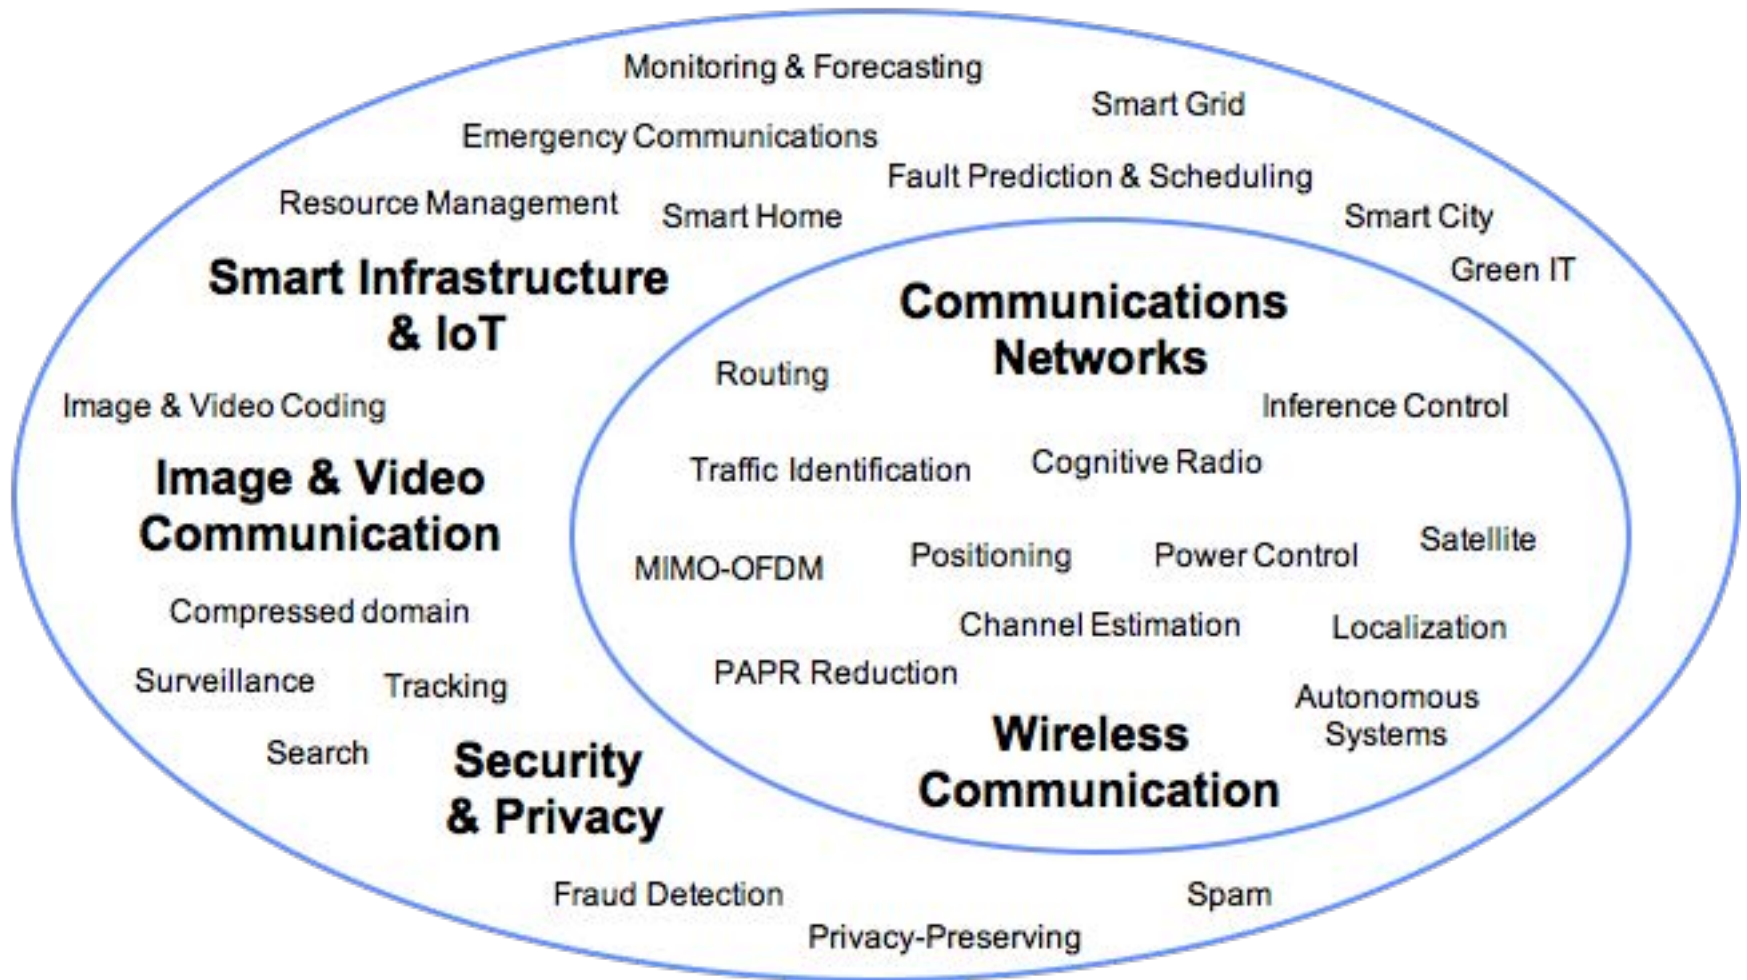 Monitoring & Forecasting
Smart Grid
Emergency Communications
Fault Prediction & Scheduling
Resource Management
Smart Home
Smart City
Green IT
Smart Infrastructure
& IoT
Communications
Networks
Routing
Image & Video Coding
Inference Control
Image & Video
Communication
Traffic Identification
Cognitive Radio
MIMO-OFDM
Positioning
Power Control
Satellite
Compressed domain
Channel Estimation
Localization
Surveillance
Tracking
PAPR Reduction
Autonomous
Systems
Search
Security
& Privacy
Wireless
Communication
Fraud Detection
Spam
Privacy-Preserving